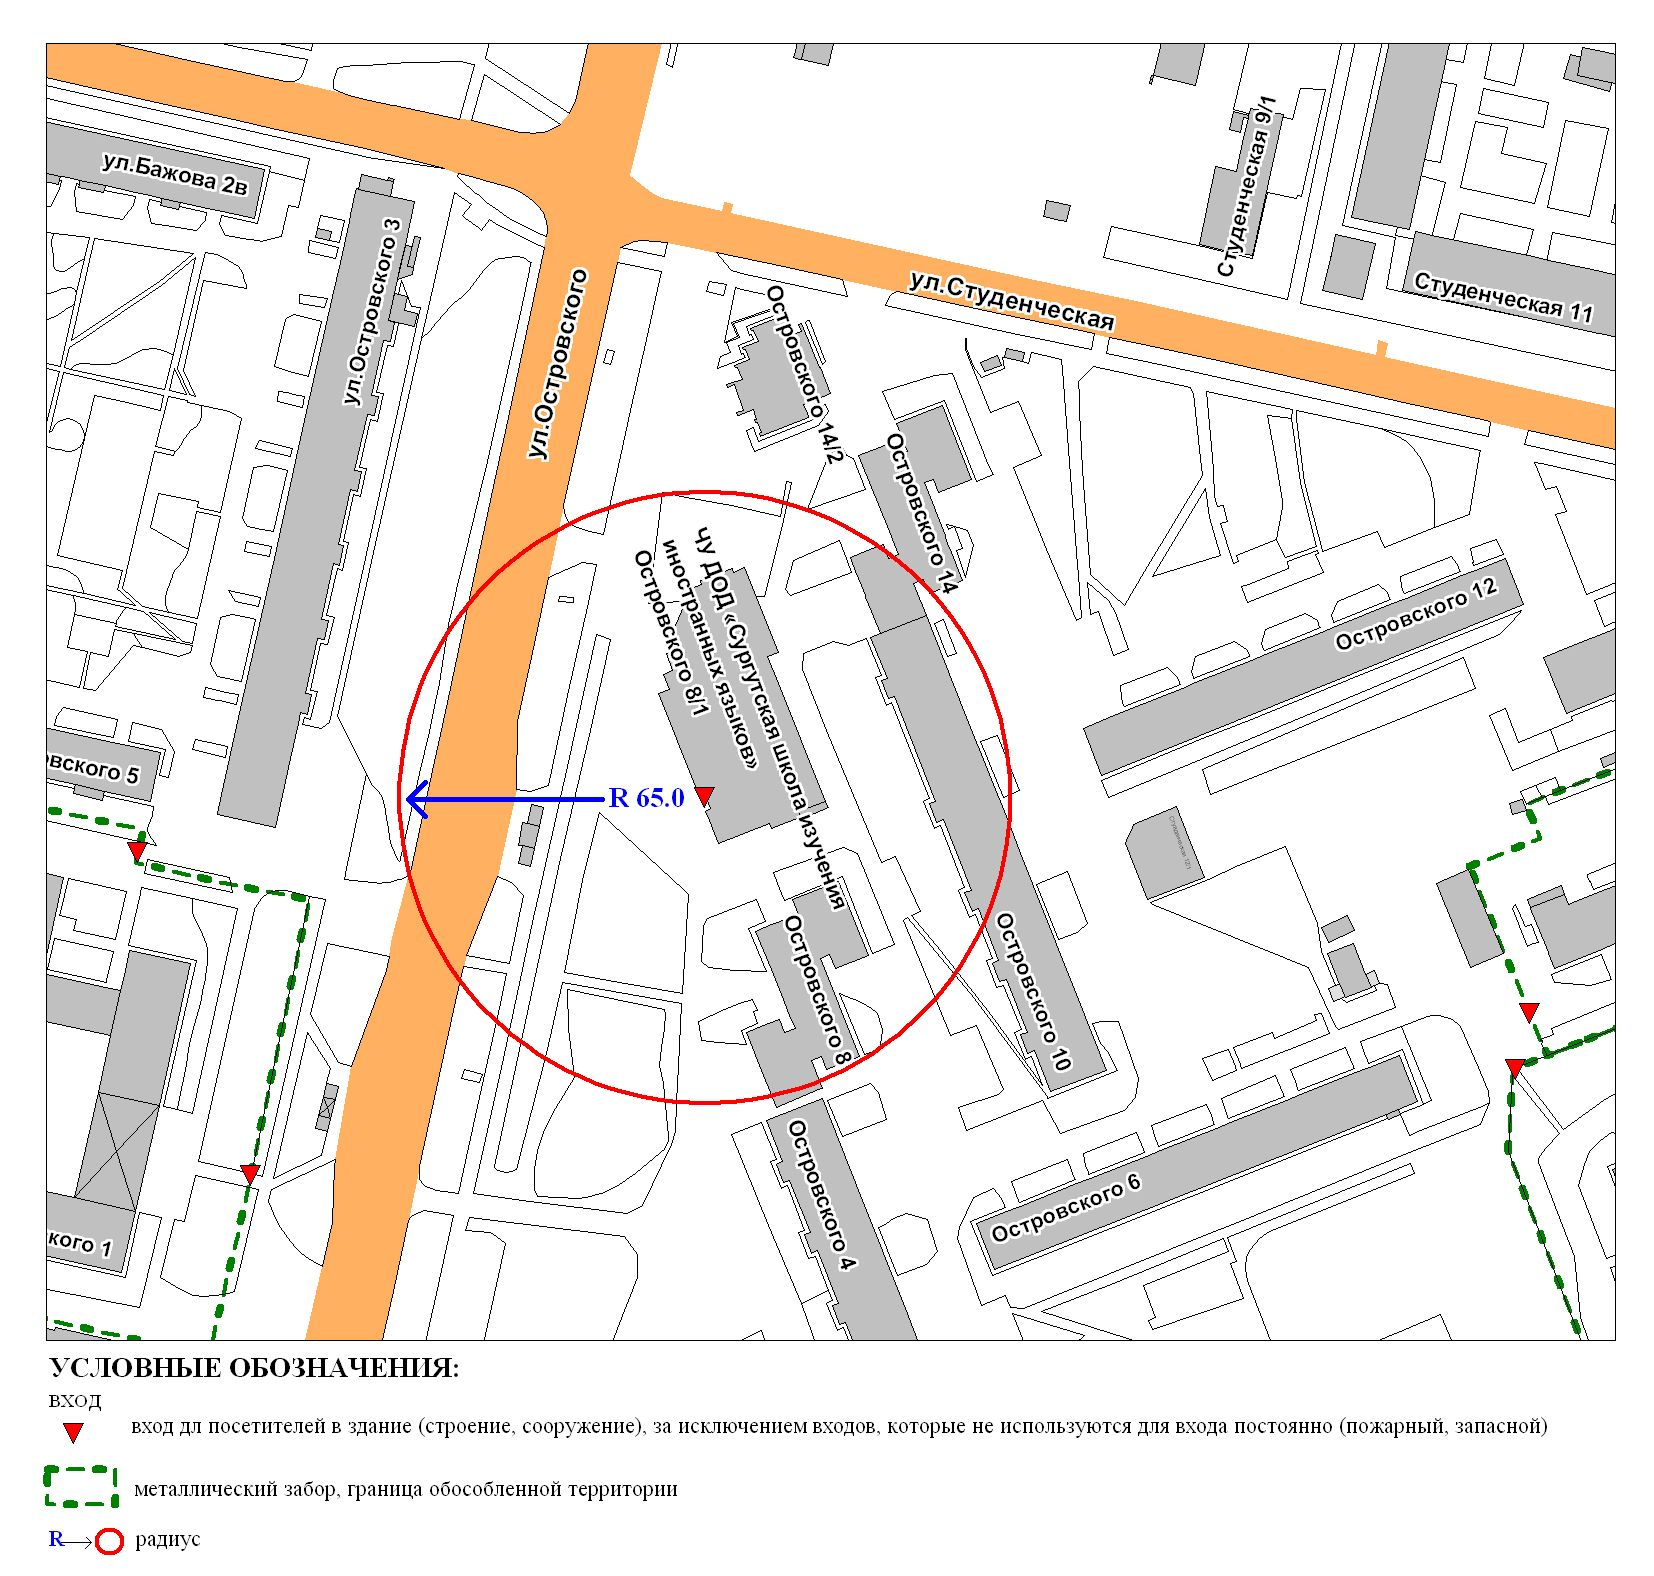 ул.Бажова 2в
ул.Островского 3
ул.Островского
ул.Студенческая
Студенческая 9/1
Студенческая 11
Островского 14/2
Островского 14
Островского 12
ЧУ ДОД «Сургутская школа изучения
иностранных языков»
Островского 8/1
R 65.0
овского 5
Островского 8
Островского 10
Островского 4
Островского 6
кого 1
УСЛОВНЫЕ ОБОЗНАЧЕНИЯ:
ВХОД
вход дл посетителей в здание (строение, сооружение), за исключением входов, которые не используются для входа постоянно (пожарный, запасной)
металлический забор, граница обособленной территории
R
радиус